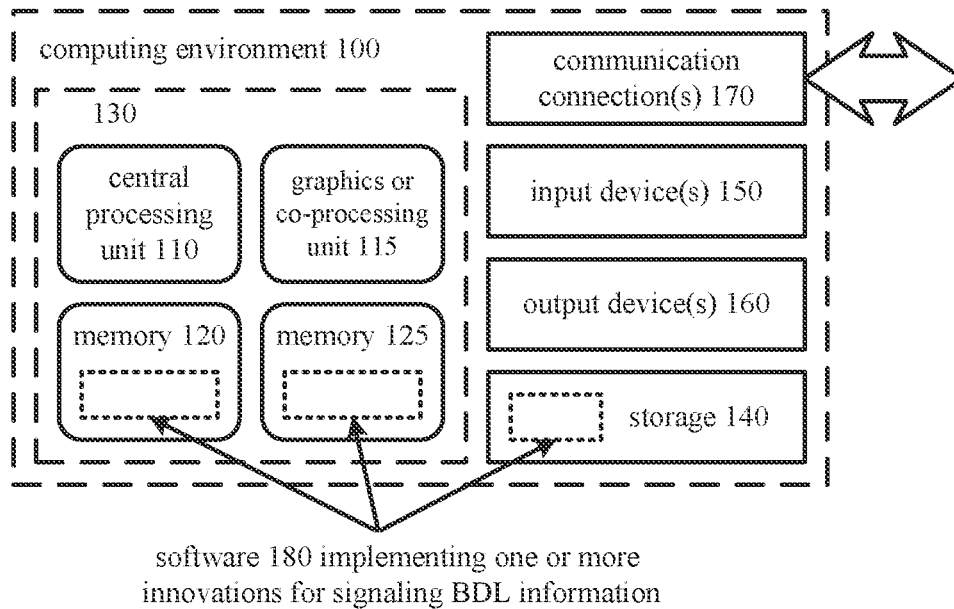 computing environment 100
130
central
processing
unit 110
graphics or
co-processing
unit 115
memory 120
memory 125
communication
connection(s) 170
input device(s) 150
output device(s) 160
storage 140
software 180 implementing one or more
innovations for signaling BDL information